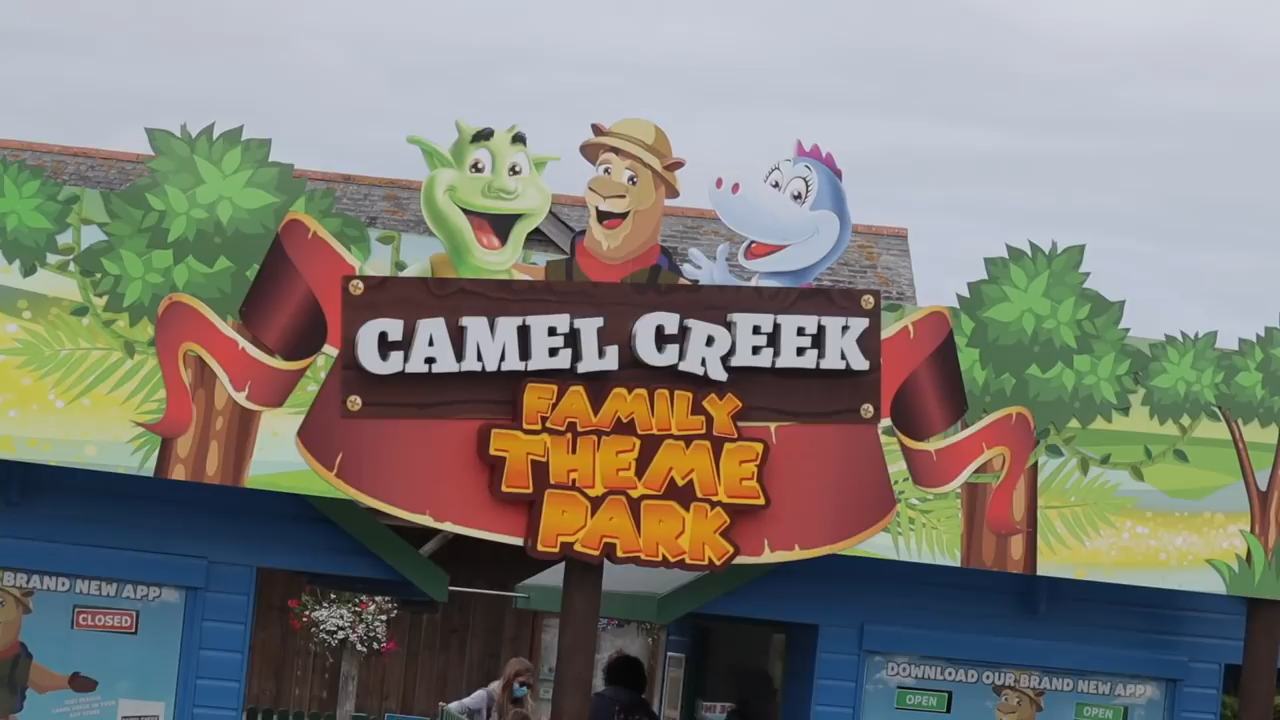 CAMEL CREEK
FAMILY
THEME
PARK
BRAND NEW APP
CLOSED
DOWNLOAD OUR BRAND NEW APP
OPEN
OPEN